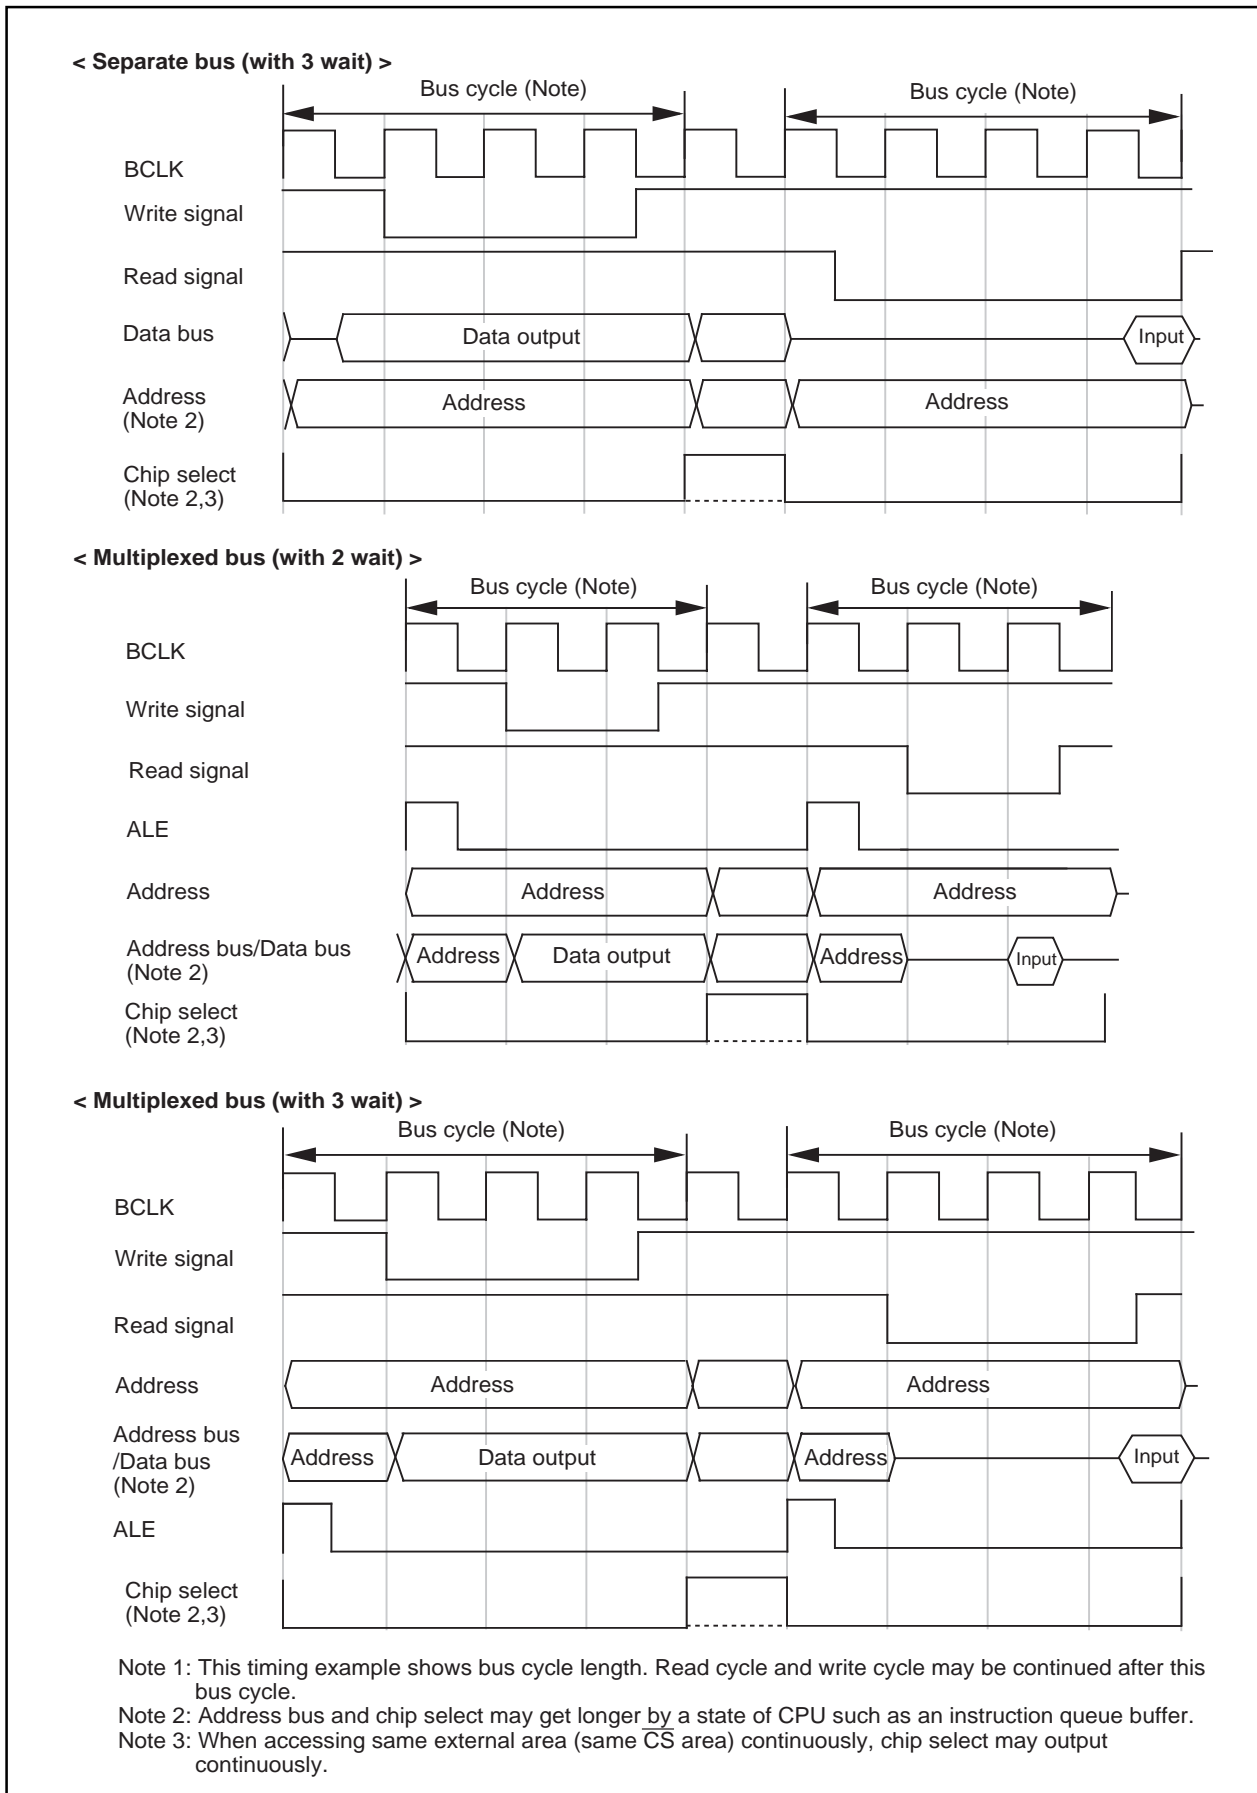 < Separate bus (with 3 wait) >
Bus cycle (Note)
Bus cycle (Note)
BCLK
Write signal
Read signal
Data bus
Data output
Input
Address
(Note 2)
Address
Address
Chip select
(Note 2,3)
< Multiplexed bus (with 2 wait) >
Bus cycle (Note)
Bus cycle (Note)
BCLK
Write signal
Read signal
ALE
Address
Address
Address
Address bus/Data bus
(Note 2)
Address
Data output
Address
Input
Chip select
(Note 2,3)
< Multiplexed bus (with 3 wait) >
Bus cycle (Note)
Bus cycle (Note)
BCLK
Write signal
Read signal
Address
Address
Address
Address bus
/Data bus
(Note 2)
Address
Data output
Address
Input
ALE
Chip select
(Note 2,3)
Note 1: This timing example shows bus cycle length. Read cycle and write cycle may be continued after this
bus cycle.
Note 2: Address bus and chip select may get longer by a state of CPU such as an instruction queue buffer.
Note 3: When accessing same external area (same C̅S̅ area) continuously, chip select may output
continuously.